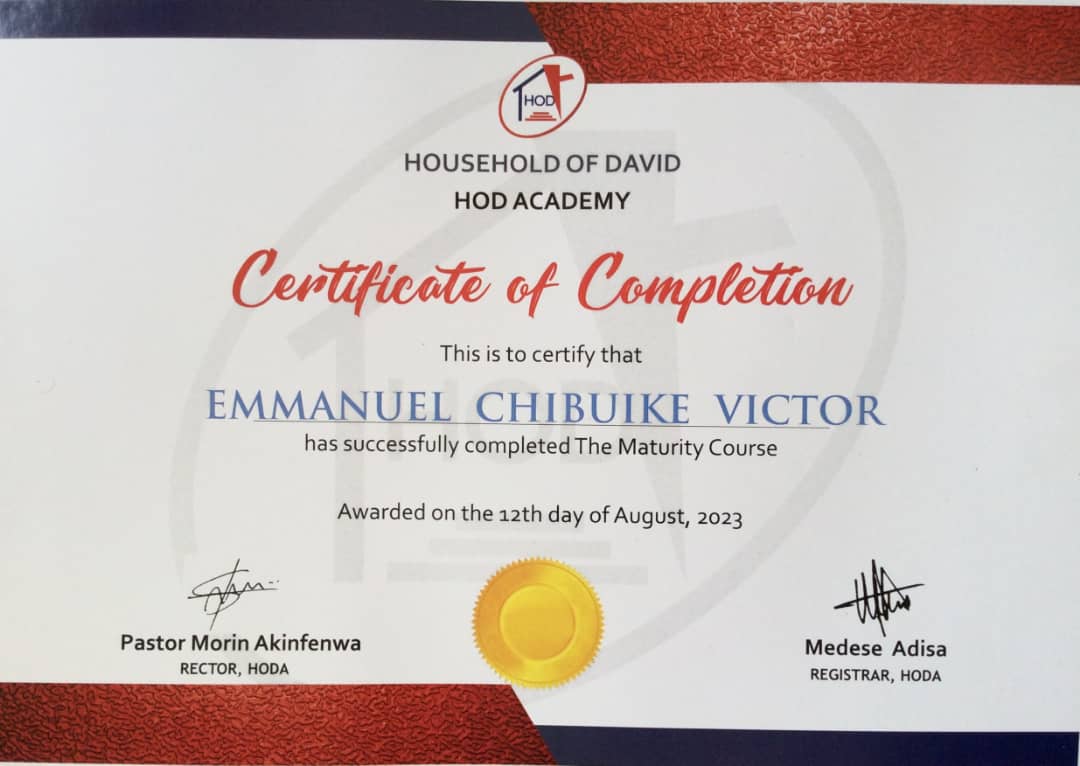 HOD
HOUSEHOLD OF DAVID
HOD ACADEMY
Certificate of Completion
This is to certify that
EMMANUEL CHIBUIKE VICTOR
has successfully completed The Maturity Course
Awarded on the 12th day of August, 2023
Pastor Morin Akinfenwa
RECTOR, HODA
Medese Adisa
REGISTRAR, HODA